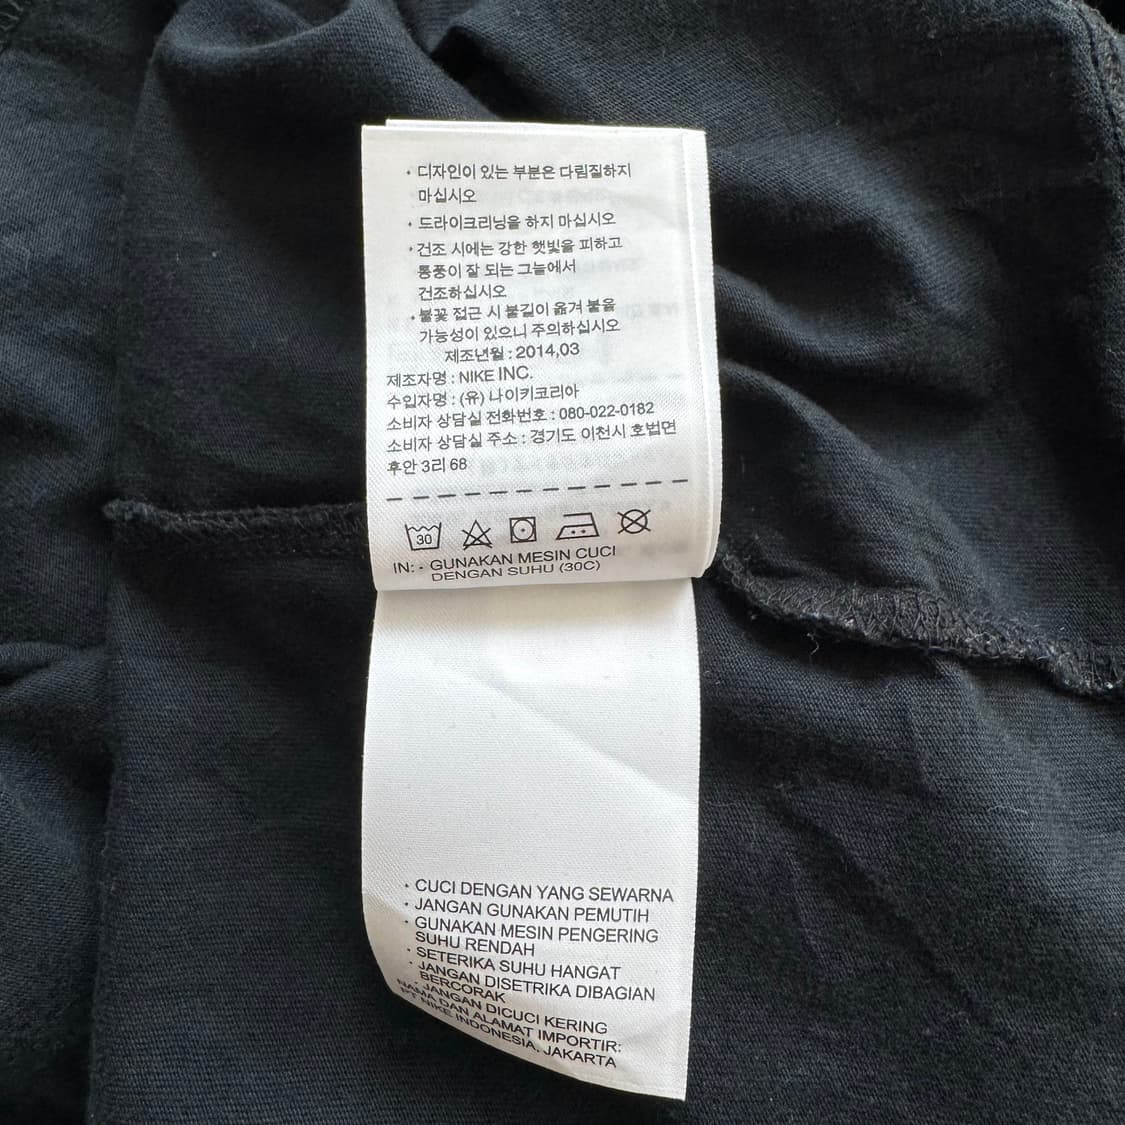 · 디자인이 있는 부분은 다림질하지
마십시오
· 드라이크리닝을 하지 마십시오
· 건조 시에는 강한 햇빛을 피하고
통풍이 잘 되는 그늘에서
건조하십시오
· 불꽃 접근 시 불길이 옮겨 붙을
가능성이 있으니 주의하십시오
제조년월 : 2014,03
제조자명 : NIKE INC.
수입자명 : (유) 나이키코리아
소비자 상담실 전화번호 : 080-022-0182
소비자 상담실 주소 : 경기도 이천시 호법면
후안 3리 68
30
IN: · GUNAKAN MESIN CUCI
DENGAN SUHU (30C)
· CUCI DENGAN YANG SEWARNA
· JANGAN GUNAKAN PEMUTIH
· GUNAKAN MESIN PENGERING
SUHU RENDAH
· SETERIKA SUHU HANGAT
· JANGAN DISETRIKA DIBAGIAN
BERCORAK
· JANGAN DICUCI KERING
NAMA DAN ALAMAT IMPORTIR:
PT NIKE INDONESIA, JAKARTA